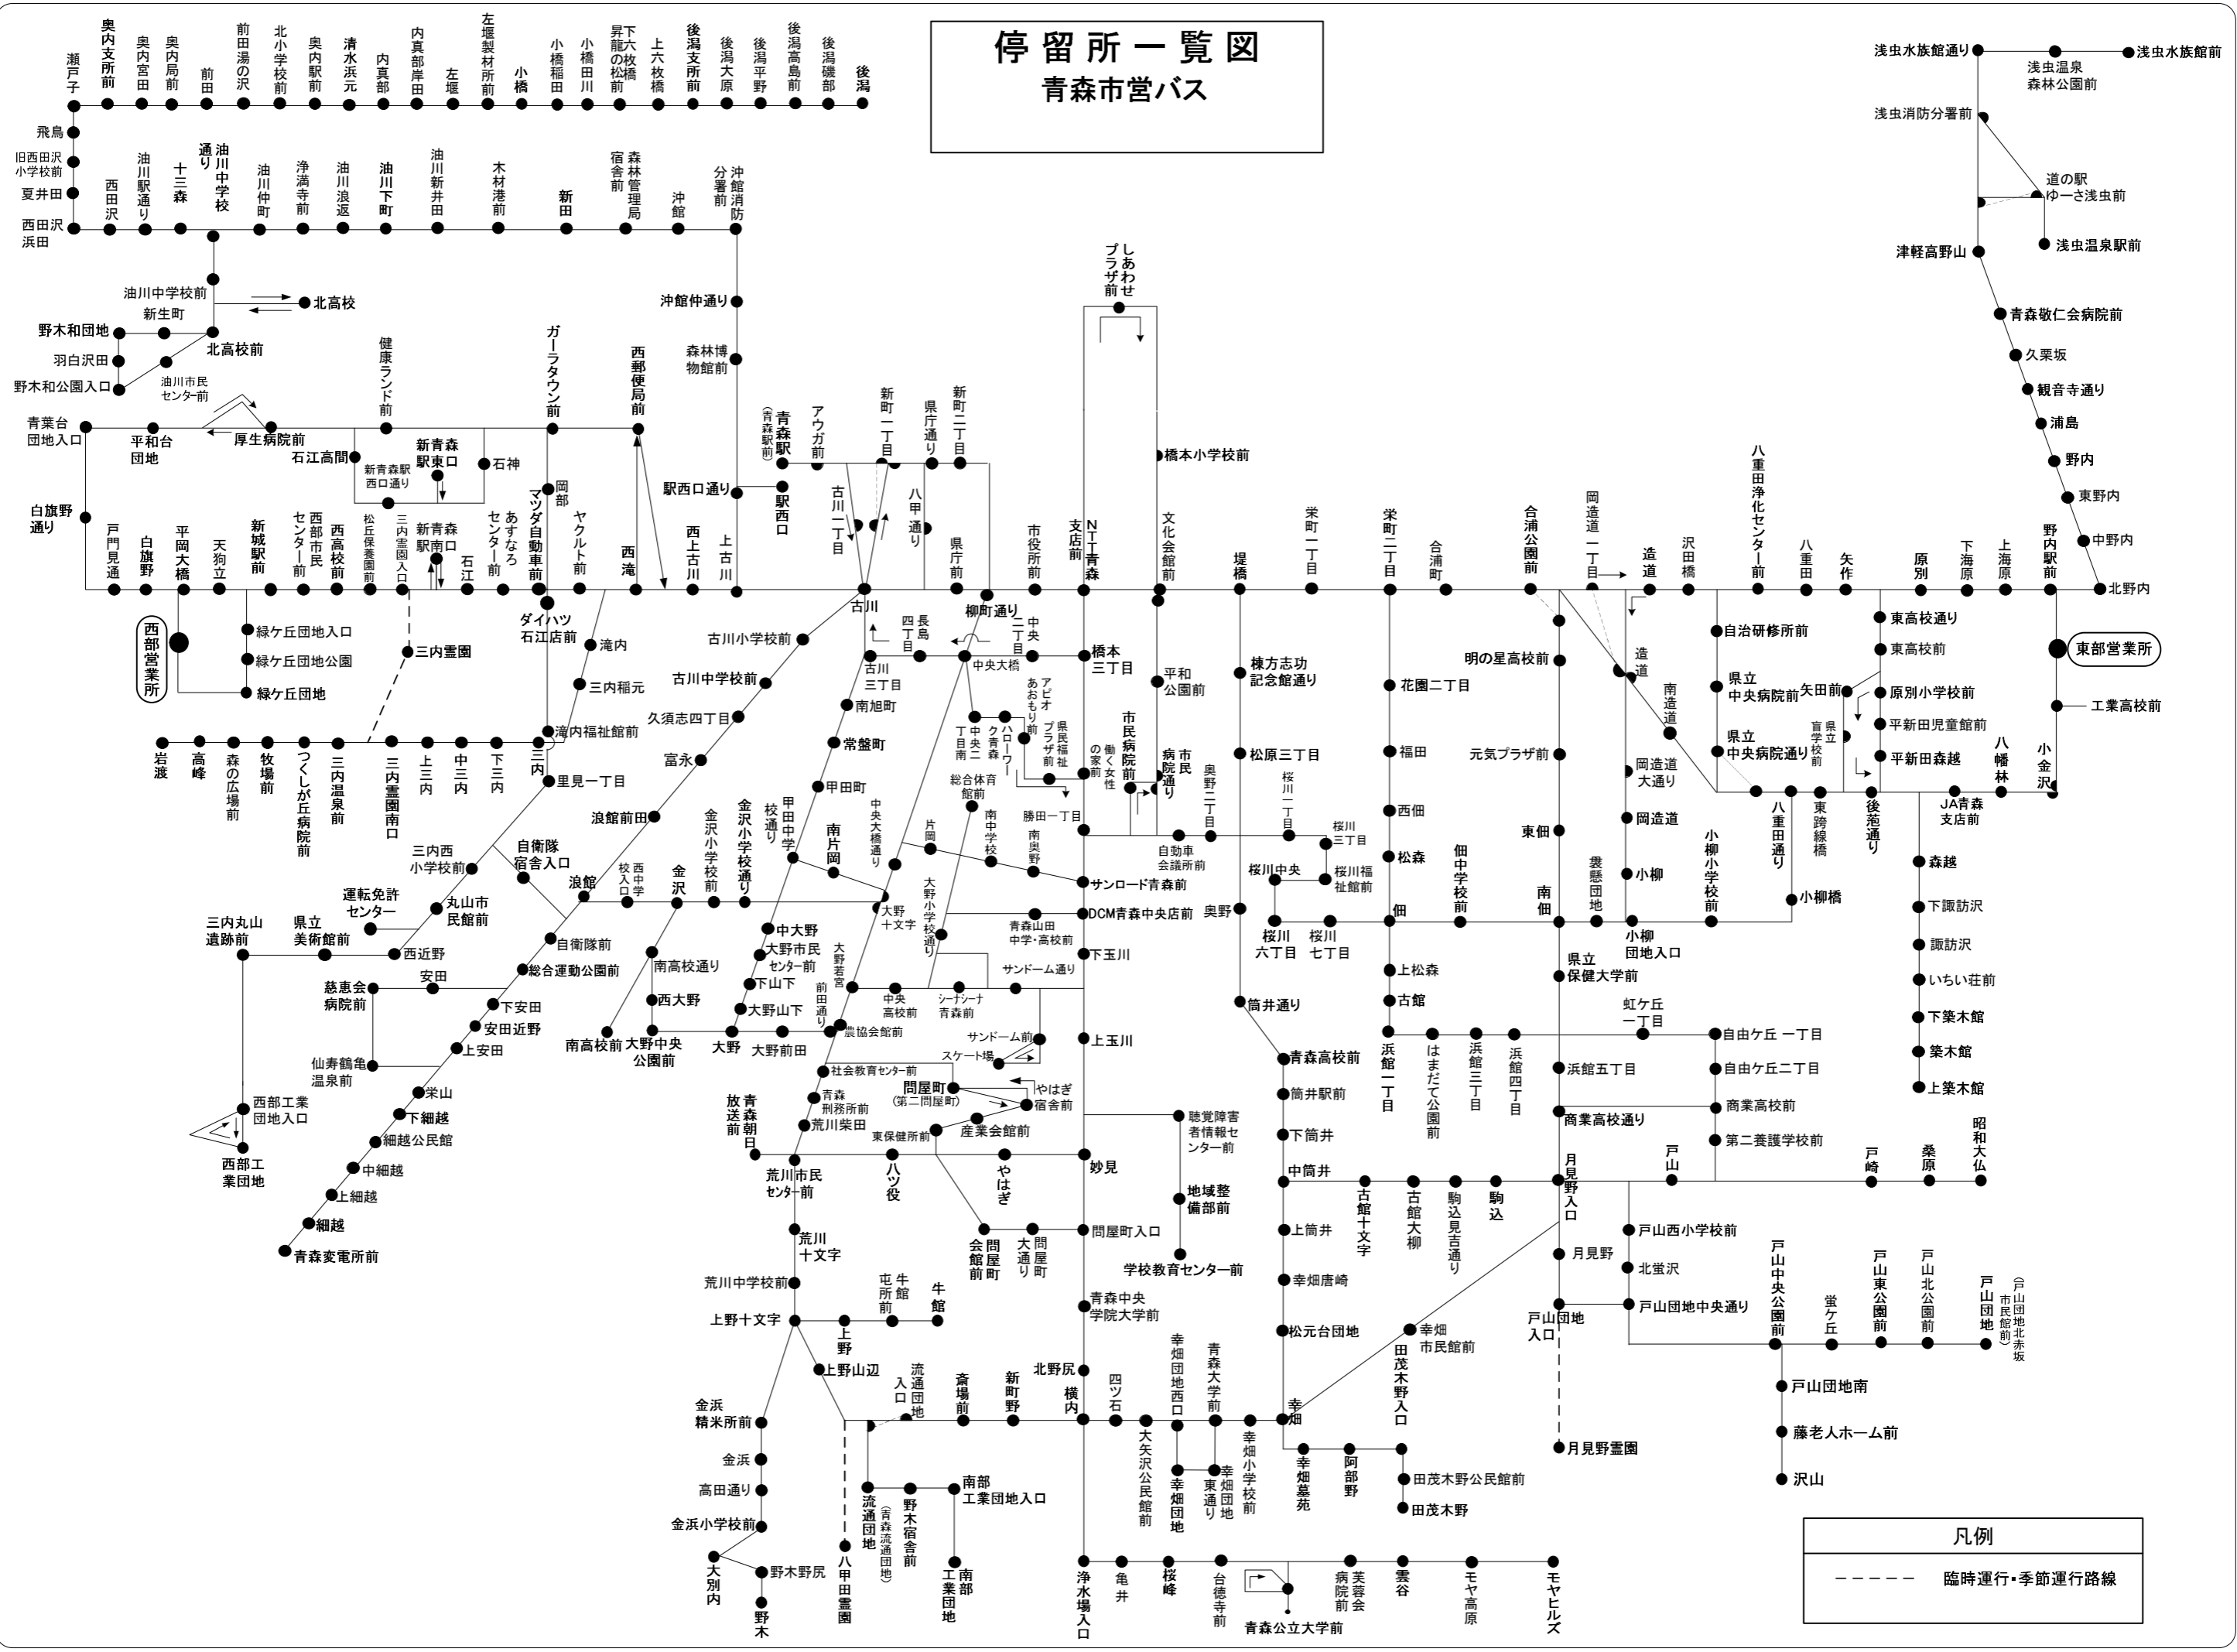 停留所一覧図
青森市営バス
瀬戸子
奥内支所前
奥内宮田
奥内局前
前田
前田湯の沢
北小学校前
奥内駅前
清水浜元
内真部
内真部岸田
左堰
左堰製材所前
小橋
小橋稲田
小橋田川
昇龍の松前
下六枚橋
上六枚橋
後潟支所前
後潟大原
後潟平野
後潟高島前
後潟磯部
後潟
飛鳥
旧西田沢
小学校前
夏井田
西田沢
浜田
西田沢
油川駅通り
十三森
油川中学校
通り
油川仲町
浄満寺前
油川浪返
油川下町
油川新井田
木材港前
新田
森林管理局
宿舎前
沖館
沖館消防
分署前
油川中学校前
北高校
新生町
野木和団地
北高校前
羽白沢田
野木和公園入口
油川市民
センター前
沖館仲通り
森林博
物館前
駅西口通り
駅西口
青森駅
(青森駅前)
アウガ前
新町一丁目
県庁通り
新町二丁目
古川一丁目
八甲通り
青葉台
団地入口
平和台
団地
厚生病院前
健康ランド前
ガーラタウン前
西郵便局前
石江高間
新青森駅
西口通り
新青森
駅東口
石神
岡部
白旗野
通り
戸門見通
白旗野
平岡大橋
天狗立
新城駅前
西部市民
センター前
西高校前
松丘保養園前
三内霊園入口
新青森
駅南口
石江
あすなろ
センター前
マツダ自動車前
ヤクルト前
西滝
西上古川
上古川
古川
県庁前
柳町通り
市役所前
NTT青森
支店前
文化会館前
堤橋
栄町一丁目
栄町二丁目
合浦町
合浦公園前
岡造道一丁目
造道
沢田橋
八重田浄化センター前
八重田
矢作
原別
下海原
上海原
野内駅前
北野内
しあわせ
プラザ前
橋本小学校前
浅虫水族館通り
浅虫温泉
森林公園前
浅虫水族館前
浅虫消防分署前
道の駅
ゆーさ浅虫前
浅虫温泉駅前
津軽高野山
青森敬仁会病院前
久栗坂
観音寺通り
浦島
野内
東野内
中野内
西部営業所
緑ケ丘団地入口
緑ケ丘団地公園
緑ケ丘団地
三内霊園
ダイハツ
石江店前
滝内
三内稲元
滝内福祉館前
岩渡
高峰
森の広場前
牧場前
つくしが丘病院前
三内温泉前
三内霊園南口
上三内
中三内
下三内
三内
里見一丁目
三内西
小学校前
自衛隊
宿舎入口
運転免許
センター
丸山市
民館前
三内丸山
遺跡前
県立
美術館前
西近野
慈恵会
病院前
安田
仙寿鶴亀
温泉前
西部工業
団地入口
西部工
業団地
古川小学校前
古川中学校前
久須志四丁目
富永
浪館前田
浪館
自衛隊前
総合運動公園前
下安田
安田近野
上安田
栄山
下細越
細越公民館
中細越
上細越
細越
青森変電所前
西中学
校入口
金沢
金沢小学校前
金沢小学校通り
南高校通り
西大野
南高校前
大野中央
公園前
古川
三丁目
長島
四丁目
中央大橋
中央
二丁目
橋本
三丁目
南旭町
常盤町
甲田町
甲田中学
校通り
南片岡
中央大橋通り
大野
十文字
中大野
大野市民
センター前
下山下
大野山下
大野
大野前田
前田通り
農協会館前
大野若宮
中央二
丁目南
ハローワー
ク青森
アピオ
あおもり前
県民福祉
プラザ前
働く女性
の家前
総合体育
館前
片岡
南中学校
南奥野
勝田一丁目
サンロード青森前
大野小学校通り
青森山田
中学・高校前
DCM青森中央店前
下玉川
中央
高校前
シーナシーナ
青森前
サンドーム通り
サンドーム前
スケート場
上玉川
社会教育センター前
青森
刑務所前
荒川柴田
問屋町
(第二問屋町)
やはぎ
宿舎前
東保健所前
産業会館前
青森朝日
放送前
荒川市民
センター前
八ツ役
やはぎ
妙見
問屋町
会館前
問屋町
大通り
問屋町入口
聴覚障害
者情報セ
ンター前
地域整
備部前
学校教育センター前
荒川
十文字
荒川中学校前
上野十文字
上野
牛館
屯所前
牛館
上野山辺
金浜
精米所前
金浜
高田通り
金浜小学校前
大別内
野木野尻
野木
流通団地
入口
斎場前
新町野
横内
流通団地
(青森流通団地)
野木宿舎前
南部
工業団地入口
南部
工業団地
八甲田霊園
青森中央
学院大学前
北野尻
四ツ石
大矢沢公民館前
幸畑団地西口
幸畑団地
青森大学前
幸畑団地
東通り
幸畑小学校前
幸畑
幸畑墓苑
阿部野
田茂木野入口
田茂木野公民館前
田茂木野
浄水場入口
亀井
桜峰
台徳寺前
青森公立大学前
芙蓉会
病院前
雲谷
モヤ高原
モヤヒルズ
平和
公園前
市民病院前
市民
病院通り
自動車
会議所前
奥野二丁目
桜川一丁目
桜川
三丁目
桜川福
祉館前
桜川中央
桜川
六丁目
桜川
七丁目
棟方志功
記念館通り
松原三丁目
奥野
筒井通り
青森高校前
筒井駅前
下筒井
中筒井
上筒井
幸畑唐崎
松元台団地
幸畑
市民館前
花園二丁目
福田
西佃
松森
佃
佃中学校前
上松森
古館
浜館一丁目
はまだて公園前
浜館三丁目
浜館四丁目
虹ケ丘
一丁目
自由ケ丘 一丁目
自由ケ丘二丁目
商業高校前
第二養護学校前
古館十文字
古館大柳
駒込見吉通り
駒込
月見野入口
戸山
戸崎
桑原
昭和大仏
明の星高校前
元気プラザ前
東佃
南佃
県立
保健大学前
浜館五丁目
商業高校通り
月見野
戸山団地
入口
月見野霊園
戸山西小学校前
北蛍沢
戸山団地中央通り
戸山中央公園前
蛍ケ丘
戸山東公園前
戸山北公園前
戸山団地
(戸山団地北赤坂
市民館前)
戸山団地南
藤老人ホーム前
沢山
造道
南造道
岡造道
大通り
岡造道
小柳
小柳
団地入口
小柳小学校前
小柳橋
自治研修所前
県立
中央病院前
県立
中央病院通り
八重田通り
東跨線橋
後萢通り
JA青森
支店前
八幡林
小金沢
東高校通り
東高校前
矢田前
県立
盲学校前
原別小学校前
平新田児童館前
平新田森越
森越
下諏訪沢
諏訪沢
いちい荘前
下築木館
築木館
上築木館
東部営業所
工業高校前
凡例
臨時運行・季節運行路線